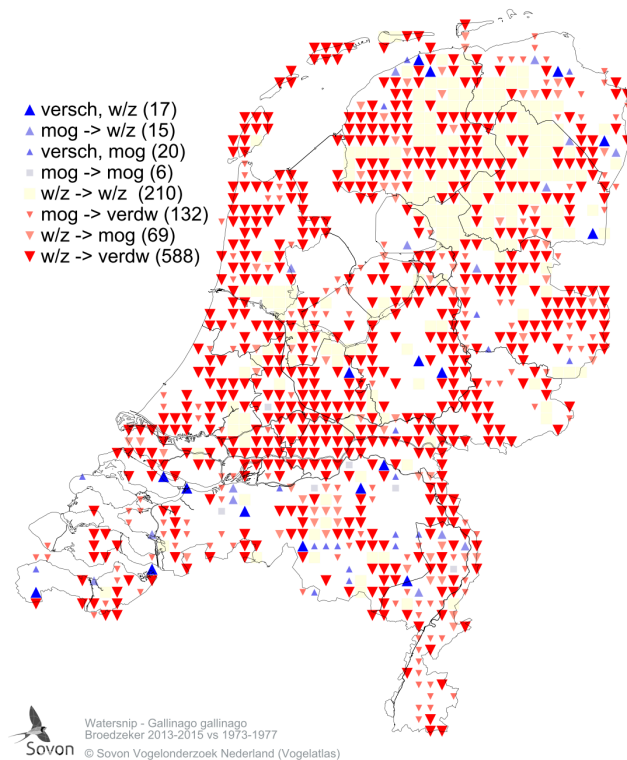 versch, w/z (17)
mog -> w/z (15)
versch, mog (20)
mog -> mog (6)
w/z -> w/z (210)
mog -> verdw (132)
w/z -> mog (69)
w/z -> verdw (588)
Watersnip - Gallinago gallinago
Broedzeker 2013-2015 vs 1973-1977
© Sovon Vogelonderzoek Nederland (Vogelatlas)
Sovon